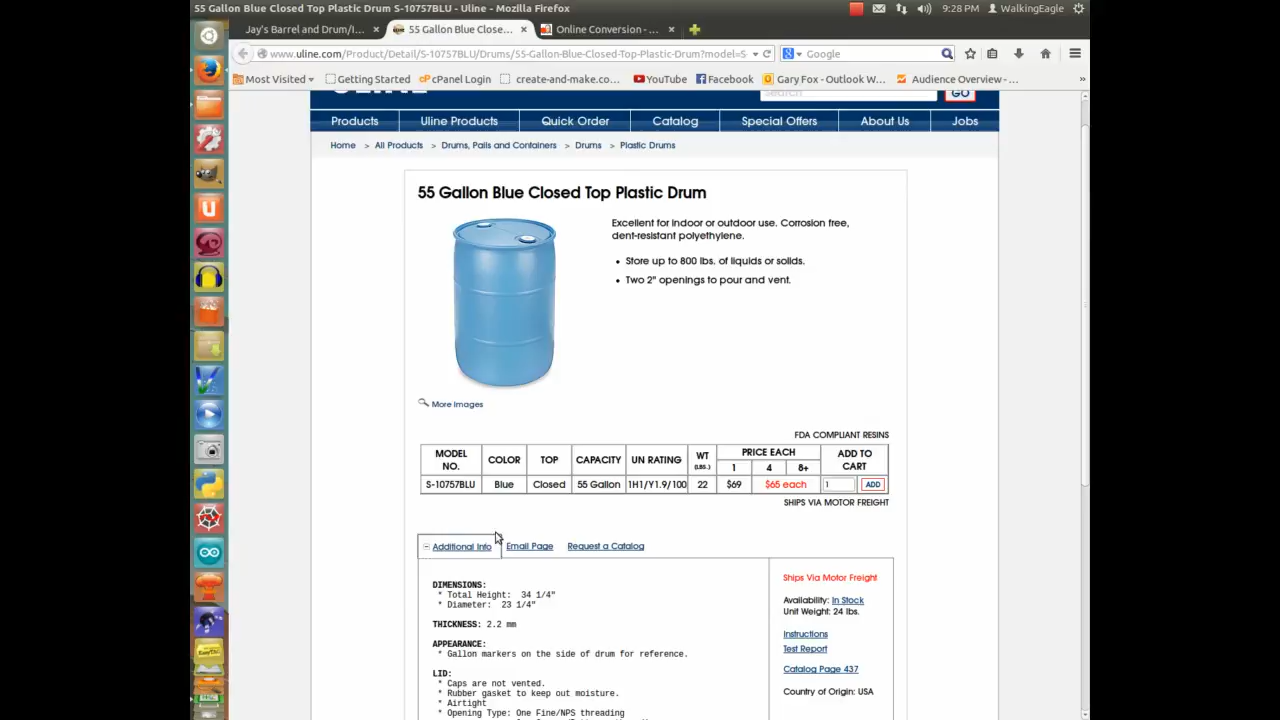 55 Gallon Blue Closed Top Plastic Drum S-10757BLU - Uline - Mozilla Firefox
9:28 PM
WalkingEagle
Jay's Barrel and Drum/I...
55 Gallon Blue Close...
Online Conversion - ...
www.uline.com/Product/Detail/S-10757BLU/Drums/55-Gallon-Blue-Closed-Top-Plastic-Drum?model=S-
Google
Most Visited
Getting Started
cPanel Login
create-and-make.co...
YouTube
Facebook
Gary Fox - Outlook W...
Audience Overview - ...
»
ULINE
Search
GO
Products
Uline Products
Quick Order
Catalog
Special Offers
About Us
Jobs
Home > All Products > Drums, Pails and Containers > Drums > Plastic Drums
55 Gallon Blue Closed Top Plastic Drum
Excellent for indoor or outdoor use. Corrosion free,
dent-resistant polyethylene.
• Store up to 800 lbs. of liquids or solids.
• Two 2" openings to pour and vent.
More Images
FDA COMPLIANT RESINS
MODEL NO. COLOR TOP CAPACITY UN RATING WT (LBS.) PRICE EACH ADD TO CART
1 4 8+
S-10757BLU Blue Closed 55 Gallon 1H1/Y1.9/100 22 $69 $65 each 1 ADD
SHIPS VIA MOTOR FREIGHT
Additional Info
Email Page
Request a Catalog
DIMENSIONS:
* Total Height: 34 1/4"
* Diameter: 23 1/4"
THICKNESS: 2.2 mm
APPEARANCE:
* Gallon markers on the side of drum for reference.
LID:
* Caps are not vented.
* Rubber gasket to keep out moisture.
* Airtight
* Opening Type: One Fine/NPS threading
Ships Via Motor Freight
Availability: In Stock
Unit Weight: 24 lbs.
Instructions
Test Report
Catalog Page 437
Country of Origin: USA